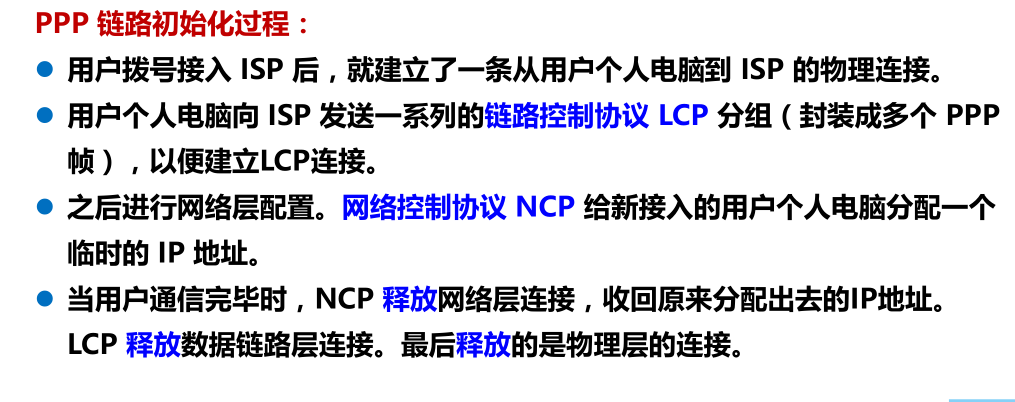 PPP 链路初始化过程：
● 用户拨号接入 ISP 后，就建立了一条从用户个人电脑到 ISP 的物理连接。
● 用户个人电脑向 ISP 发送一系列的链路控制协议 LCP 分组（封装成多个 PPP
帧），以便建立LCP连接。
● 之后进行网络层配置。网络控制协议 NCP 给新接入的用户个人电脑分配一个
临时的 IP 地址。
● 当用户通信完毕时，NCP 释放网络层连接，收回原来分配出去的IP地址。
LCP 释放数据链路层连接。最后释放的是物理层的连接。